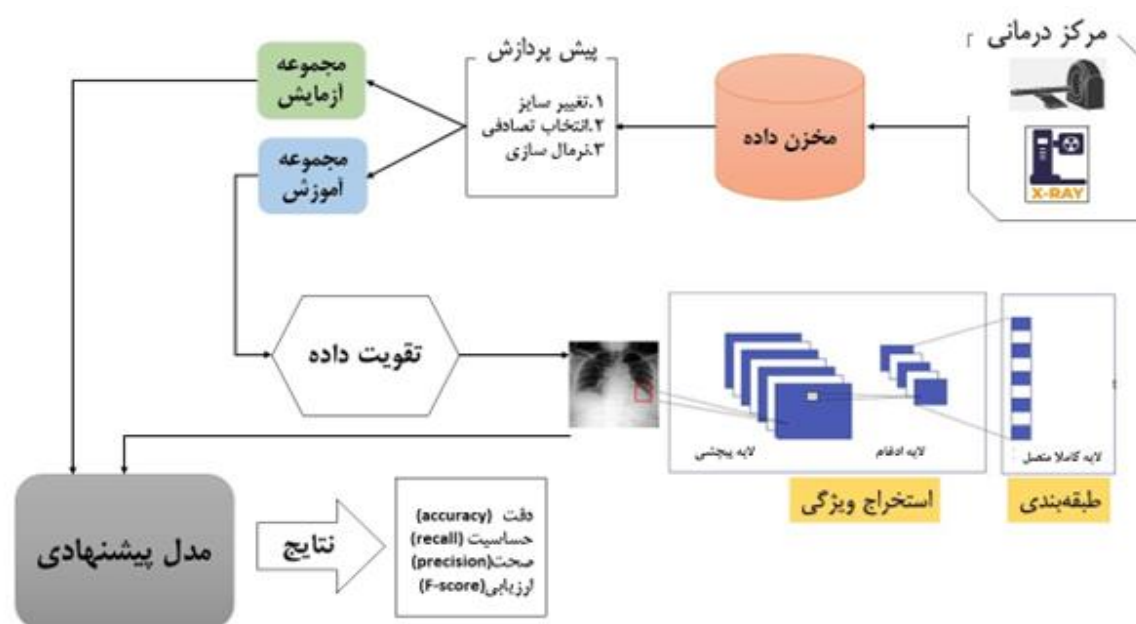 مرکز درمانی
X-RAY
مخزن داده
پیش پردازش
۱.تغییر سایز
۲.انتخاب تصادفی
۳.نرمال سازی
مجموعه
آزمایش
مجموعه
آموزش
تقویت داده
لایه پیچشی
لایه ادغام
لایه کاملا متصل
استخراج ویژگی
طبقه‌بندی
مدل پیشنهادی
نتایج
دقت (accuracy)
حساسیت (recall)
صحت(precision)
ارزیابی(F-score)